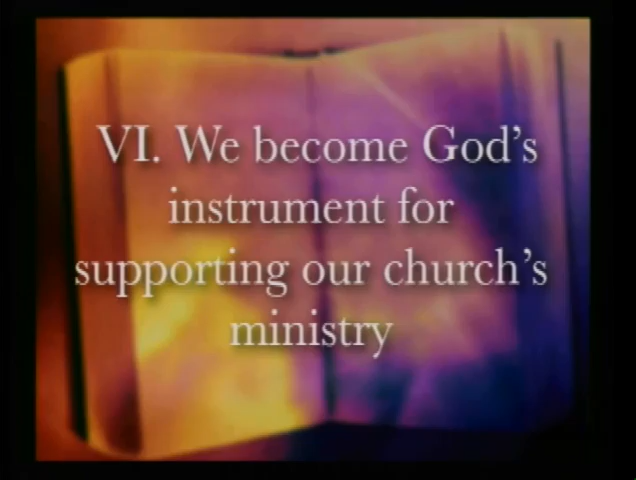 VI. We become God's
instrument for
supporting our church's
ministry